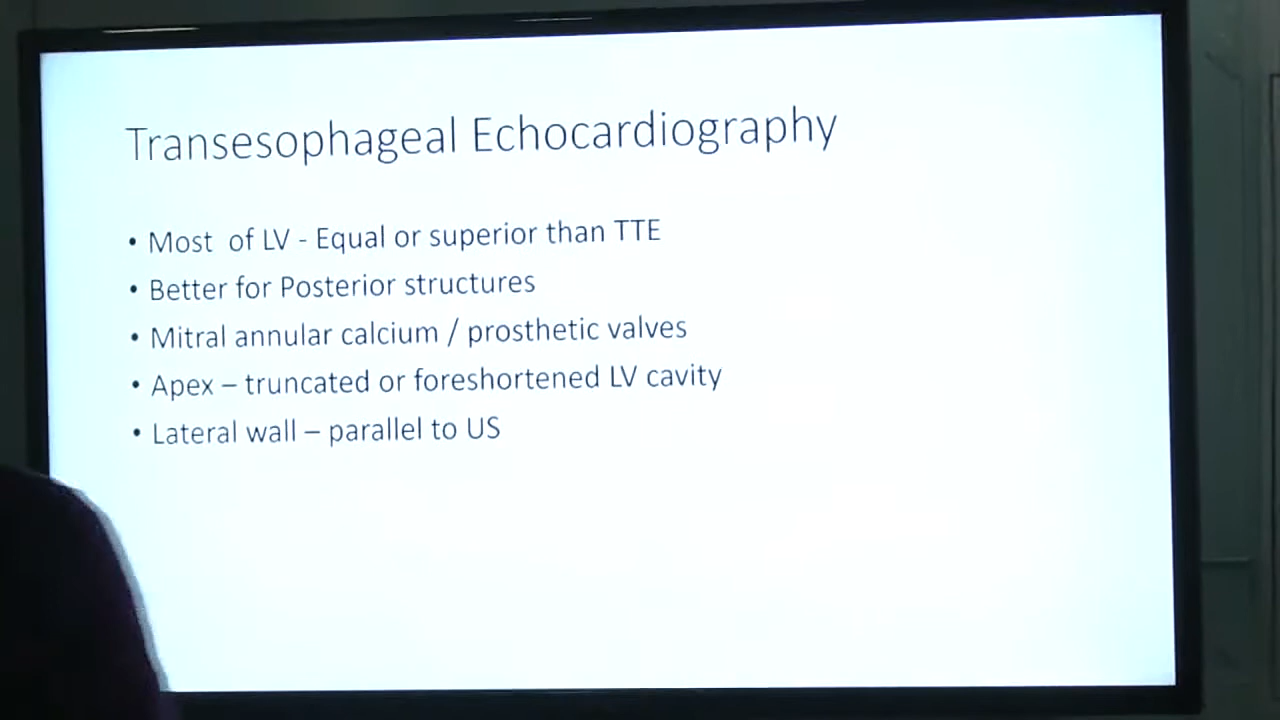 Transesophageal Echocardiography
• Most of LV - Equal or superior than TTE
• Better for Posterior structures
• Mitral annular calcium / prosthetic valves
• Apex – truncated or foreshortened LV cavity
• Lateral wall – parallel to US